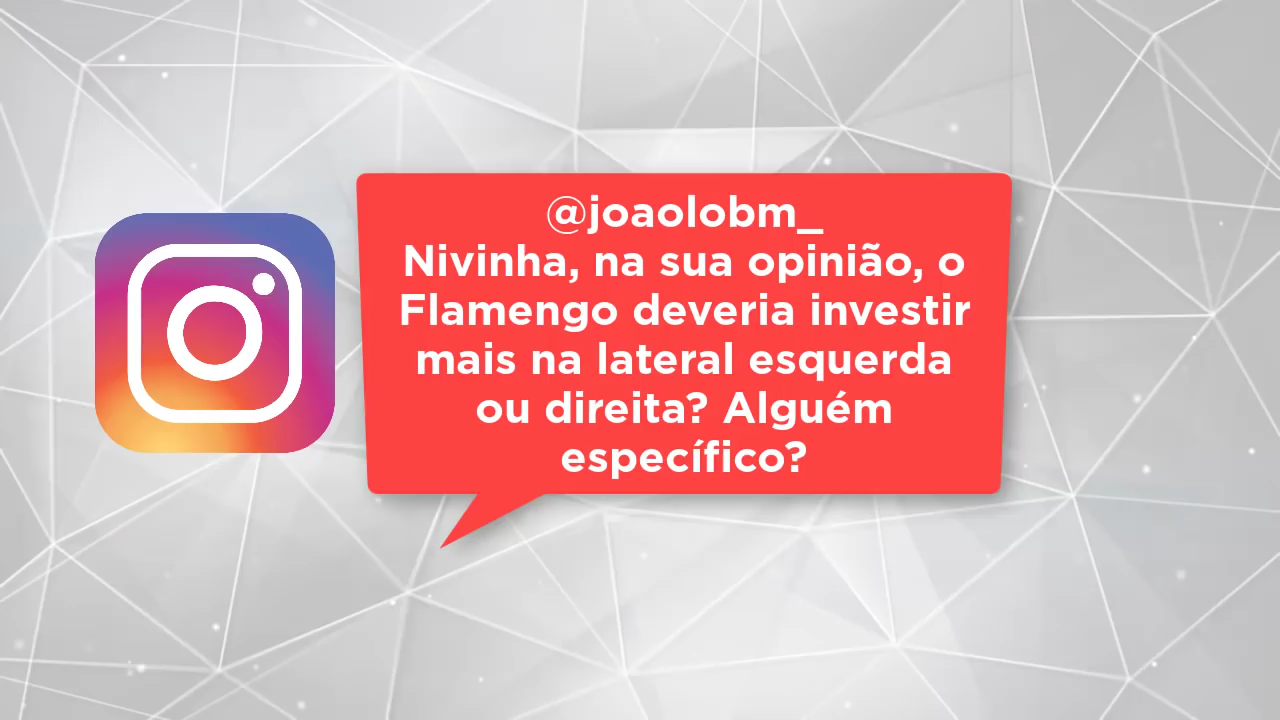 @joaolobm_
Nivinha, na sua opinião, o
Flamengo deveria investir
mais na lateral esquerda
ou direita? Alguém
específico?